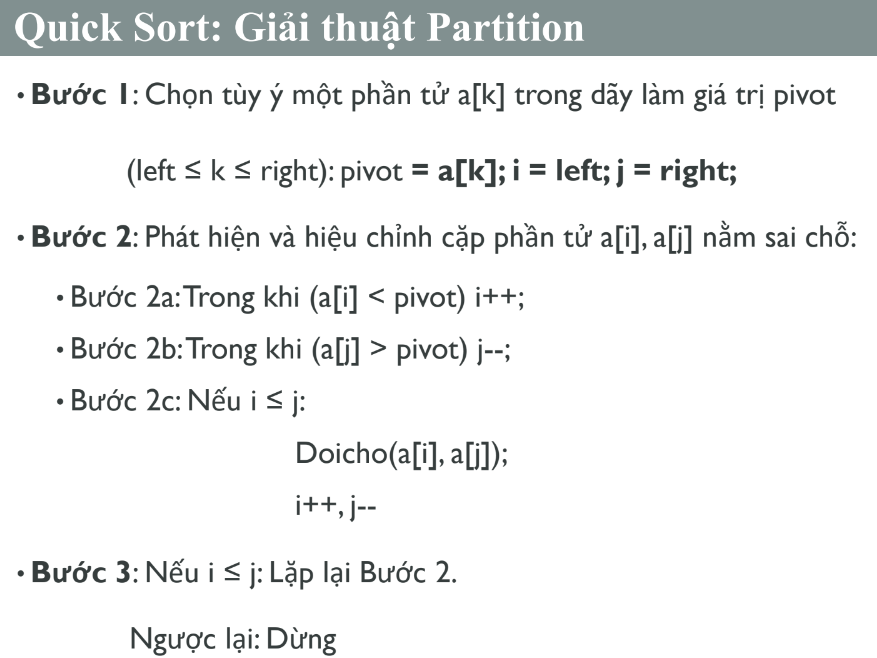 Quick Sort: Giải thuật Partition
• Bước 1: Chọn tùy ý một phần tử a[k] trong dãy làm giá trị pivot
(left ≤ k ≤ right): pivot = a[k]; i = left; j = right;
• Bước 2: Phát hiện và hiệu chỉnh cặp phần tử a[i], a[j] nằm sai chỗ:
• Bước 2a: Trong khi (a[i] < pivot) i++;
• Bước 2b: Trong khi (a[j] > pivot) j--;
• Bước 2c: Nếu i ≤ j:
Doicho(a[i], a[j]);
i++, j--
• Bước 3: Nếu i ≤ j: Lặp lại Bước 2.
Ngược lại: Dừng